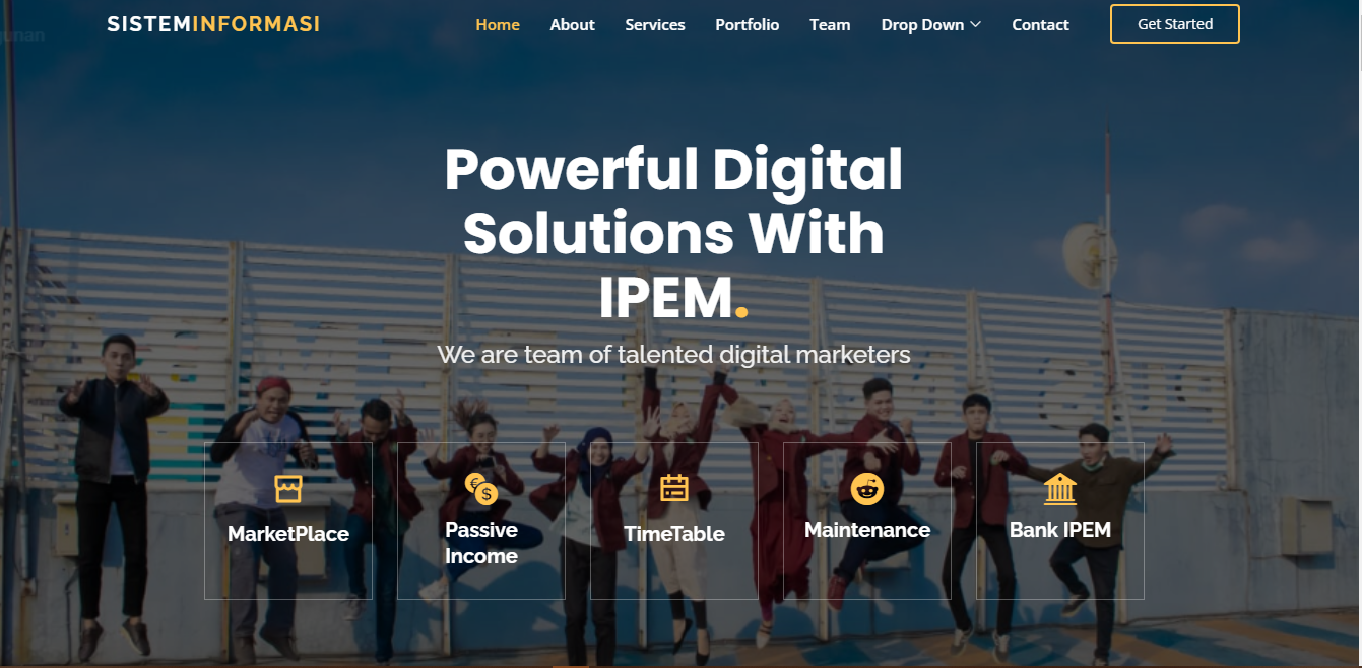 SISTEMINFORMASI
Home About Services Portfolio Team Drop Down Contact Get Started
Powerful Digital
Solutions With
IPEM.
We are team of talented digital marketers
MarketPlace
Passive
Income
TimeTable
Maintenance
Bank IPEM